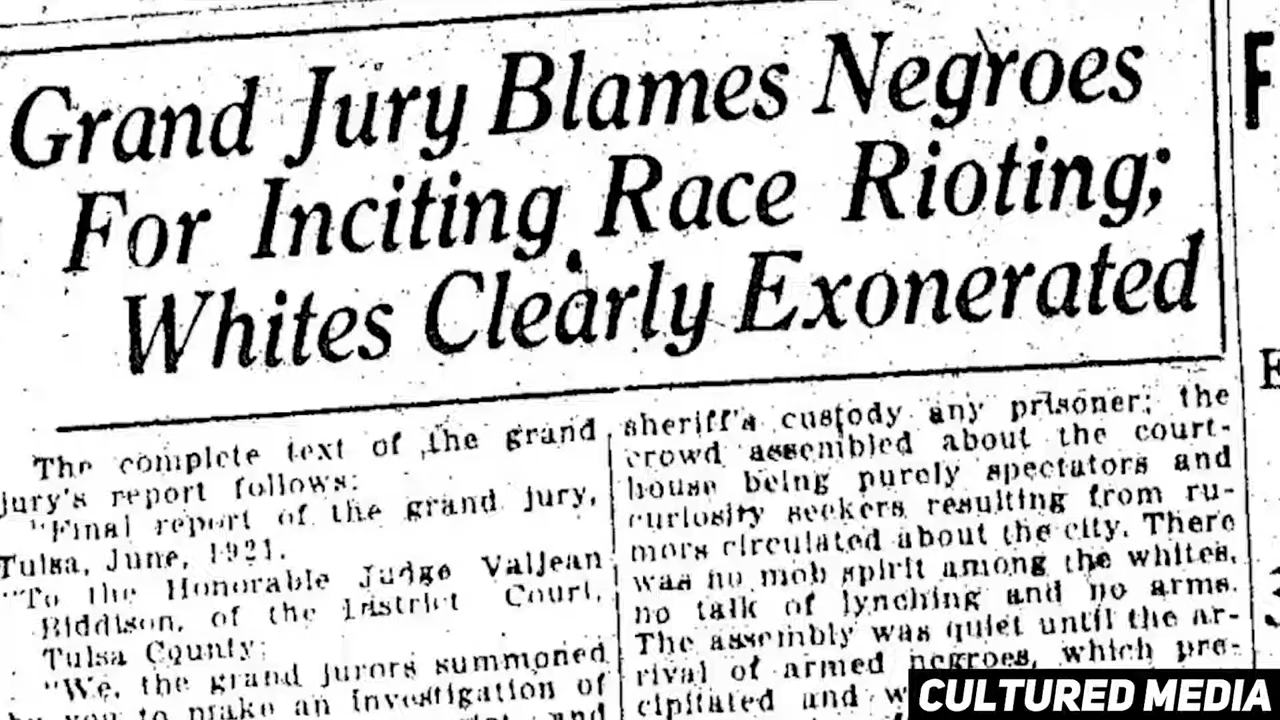 Grand Jury Blames Negroes
For Inciting Race Rioting;
Whites Clearly Exonerated
The complete text of the grand
jury's report follows:
"Final report of the grand jury,
Tulsa, June, 1921.
"To the Honorable Judge Valjean
Biddison, of the District Court,
Tulsa County:
"We, the grand jurors summoned
by you to make an investigation of
and
sheriff's custody any prisoner; the
crowd assembled about the court-
house being purely spectators and
curiosity seekers resulting from ru-
mors circulated about the city. There
was no mob spirit among the whites,
no talk of lynching and no arms.
The assembly was quiet until the ar-
rival of armed negroes, which pre-
cipitated and w
F
E
CULTURED MEDIA